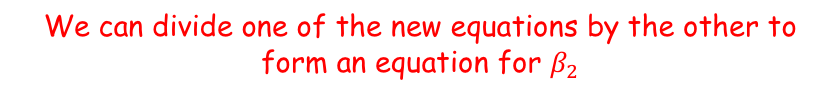 We can divide one of the new equations by the other to
form an equation for β₂